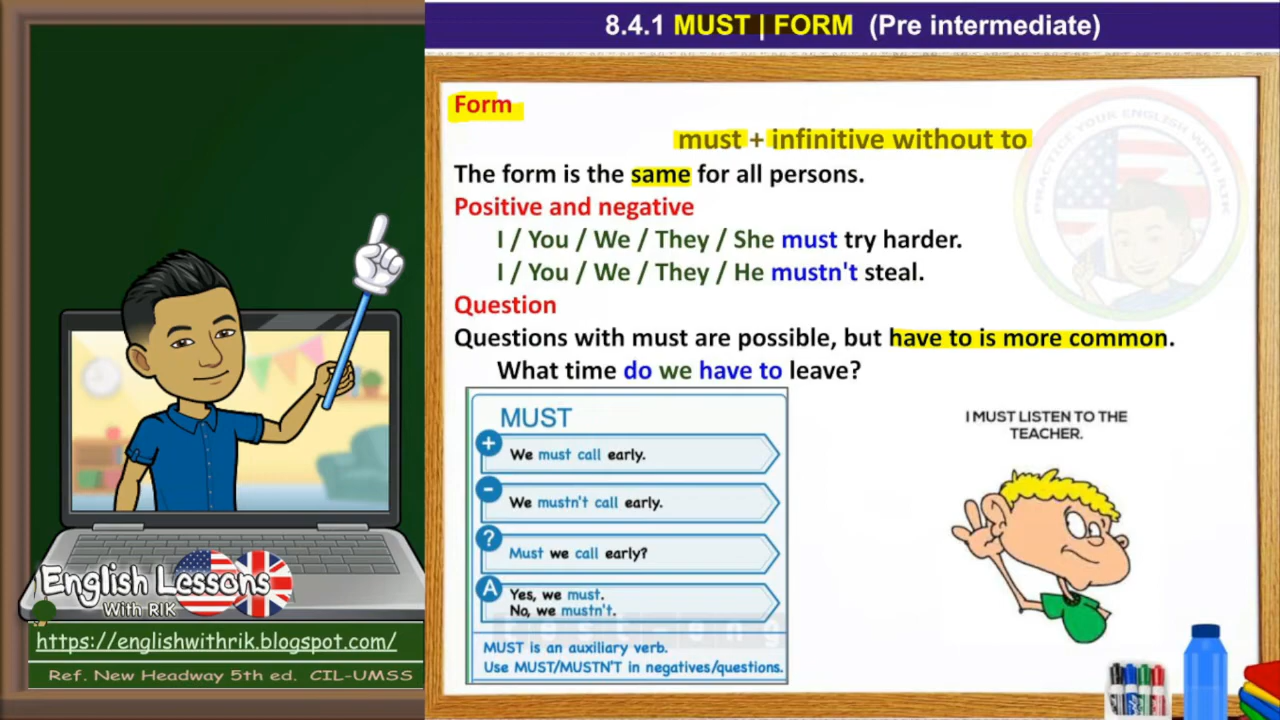 8.4.1 MUST | FORM (Pre intermediate)
Form
must + infinitive without to
The form is the same for all persons.
Positive and negative
I / You / We / They / She must try harder.
I / You / We / They / He mustn't steal.
Question
Questions with must are possible, but have to is more common.
What time do we have to leave?
MUST
+ We must call early.
- We mustn't call early.
? Must we call early?
A Yes, we must.
No, we mustn't.
MUST is an auxiliary verb.
Use MUST/MUSTN'T in negatives/questions.
I MUST LISTEN TO THE
TEACHER.
PRACTICE YOUR ENGLISH WITH RIK
English Lessons
With RIK
https://englishwithrik.blogspot.com/
Ref. New Headway 5th ed. CIL-UMSS